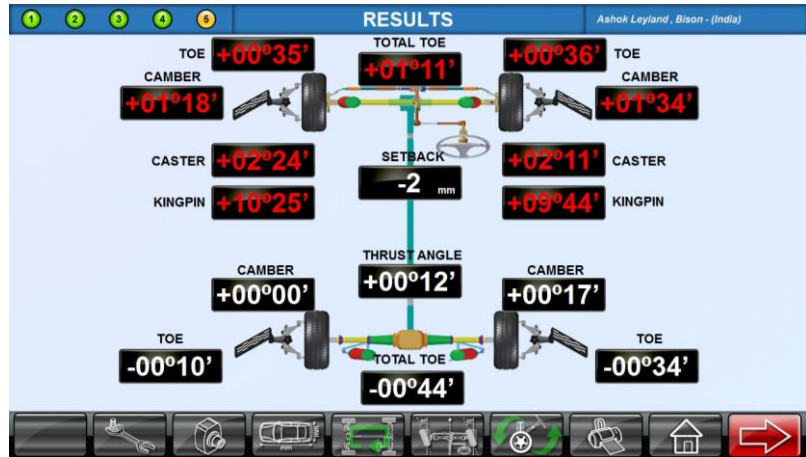 1 2 3 4 5 RESULTS Ashok Leyland , Bison - (India)
TOE +00º35’ TOTAL TOE +00º36’ TOE
CAMBER +01º11’ CAMBER
+01º18’ +01º34’
CASTER +02º24’ SETBACK +02º11’ CASTER
KINGPIN +10º25’ -2 mm +09º44’ KINGPIN
CAMBER THRUST ANGLE CAMBER
+00º00’ +00º12’ +00º17’
TOE TOTAL TOE TOE
-00º10’ -00º44’ -00º34’
mm mm